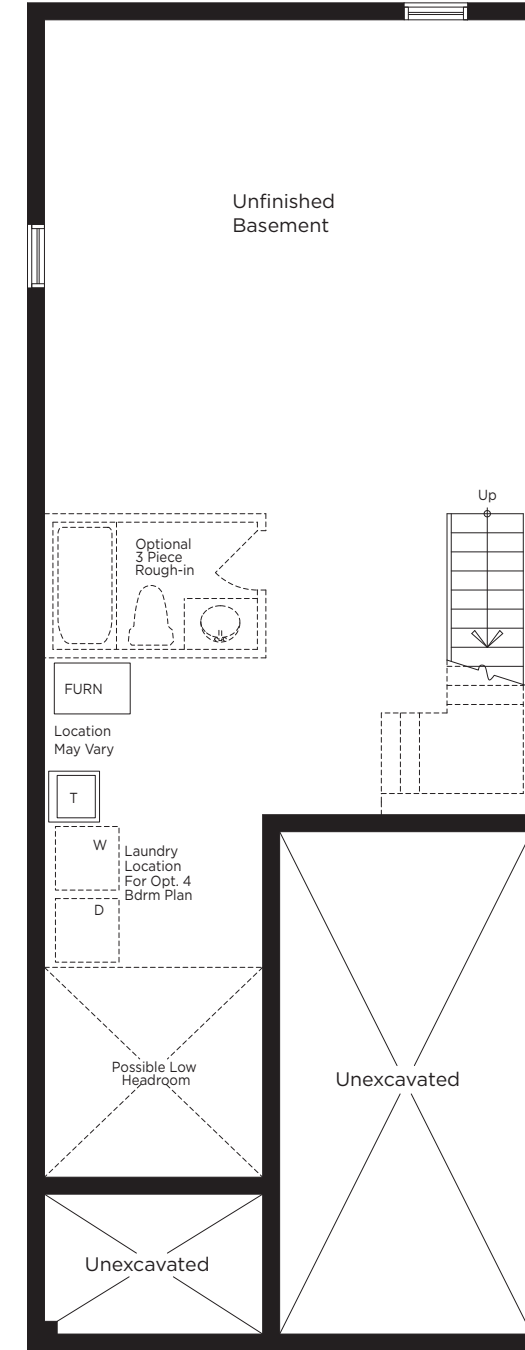 Unfinished
Basement
Up
Optional
3 Piece
Rough-in
FURN
Location
May Vary
T
W
Laundry
Location
For Opt. 4
Bdrm Plan
D
Possible Low
Headroom
Unexcavated
Unexcavated